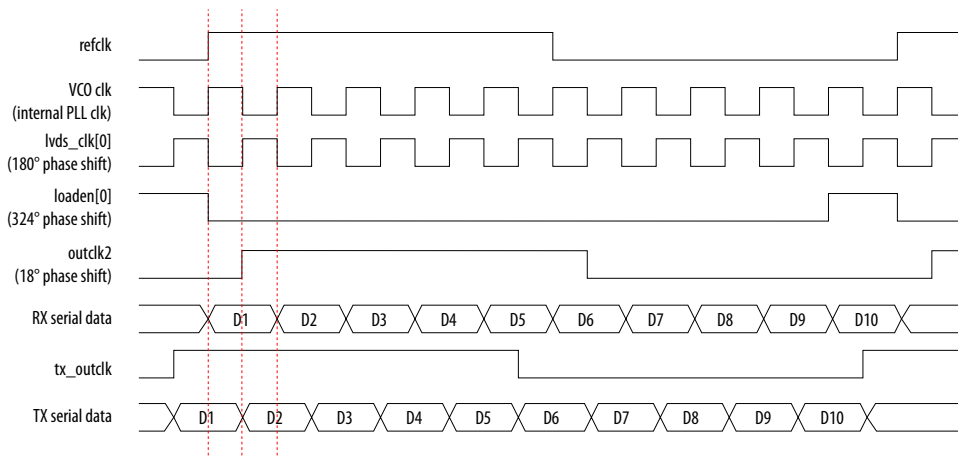 refclk
VCO clk
(internal PLL clk)
lvds_clk[0]
(180° phase shift)
loaden[0]
(324° phase shift)
outclk2
(18° phase shift)
RX serial data D1 D2 D3 D4 D5 D6 D7 D8 D9 D10
tx_outclk
TX serial data D1 D2 D3 D4 D5 D6 D7 D8 D9 D10